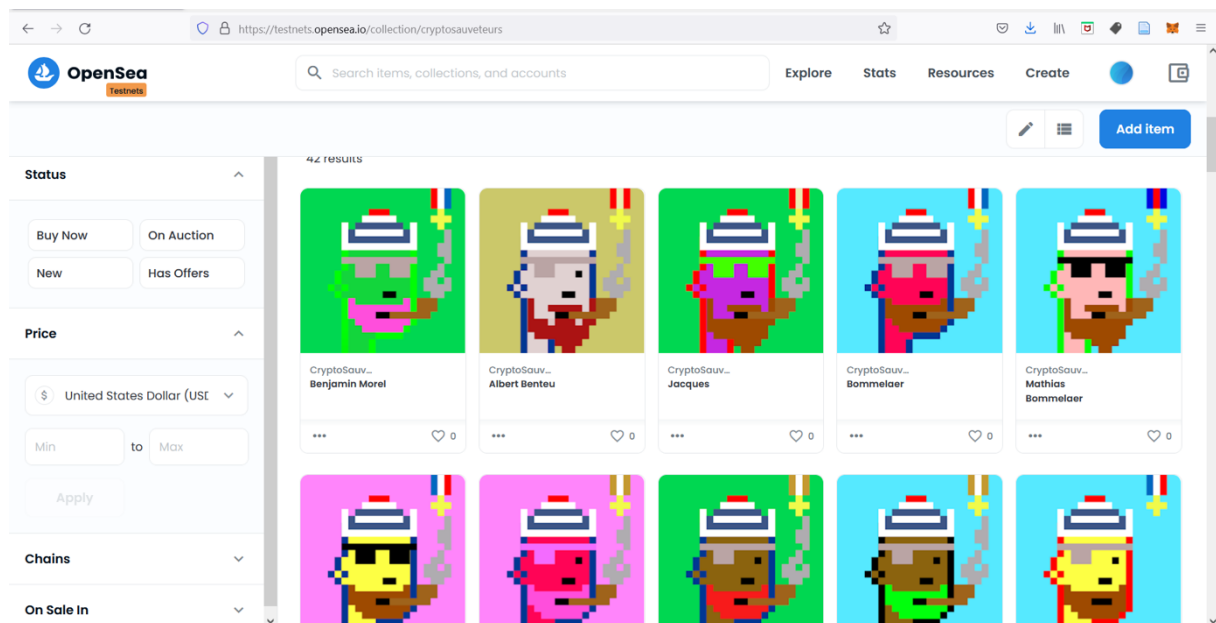 https://testnets.opensea.io/collection/cryptosauveteurs
OpenSea
Testnets
Search items, collections, and accounts
Explore
Stats
Resources
Create
Add item
42 results
Status
Buy Now
On Auction
New
Has Offers
Price
$ United States Dollar (USD
Min
to
Max
Apply
Chains
On Sale In
CryptoSauv...
Benjamin Morel
0
CryptoSauv...
Albert Benteu
0
CryptoSauv...
Jacques
0
CryptoSauv...
Bommelaer
0
CryptoSauv...
Mathias
Bommelaer
0